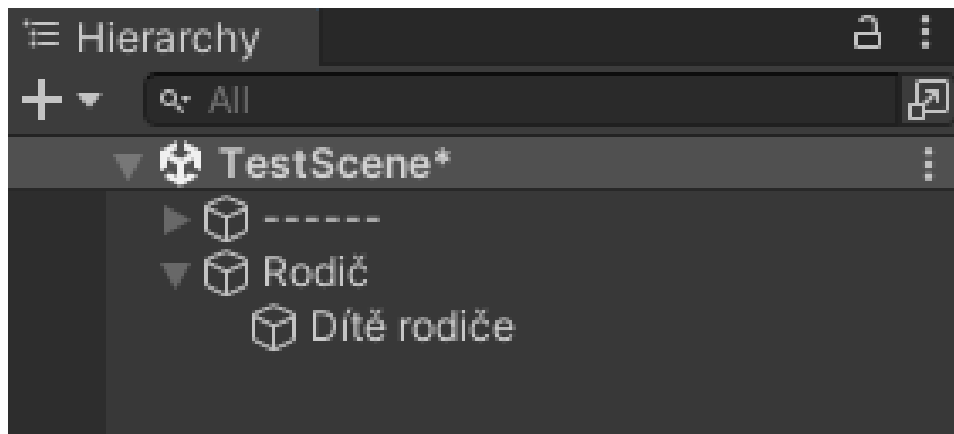 Hierarchy
All
TestScene*
------
Rodič
Dítě rodiče